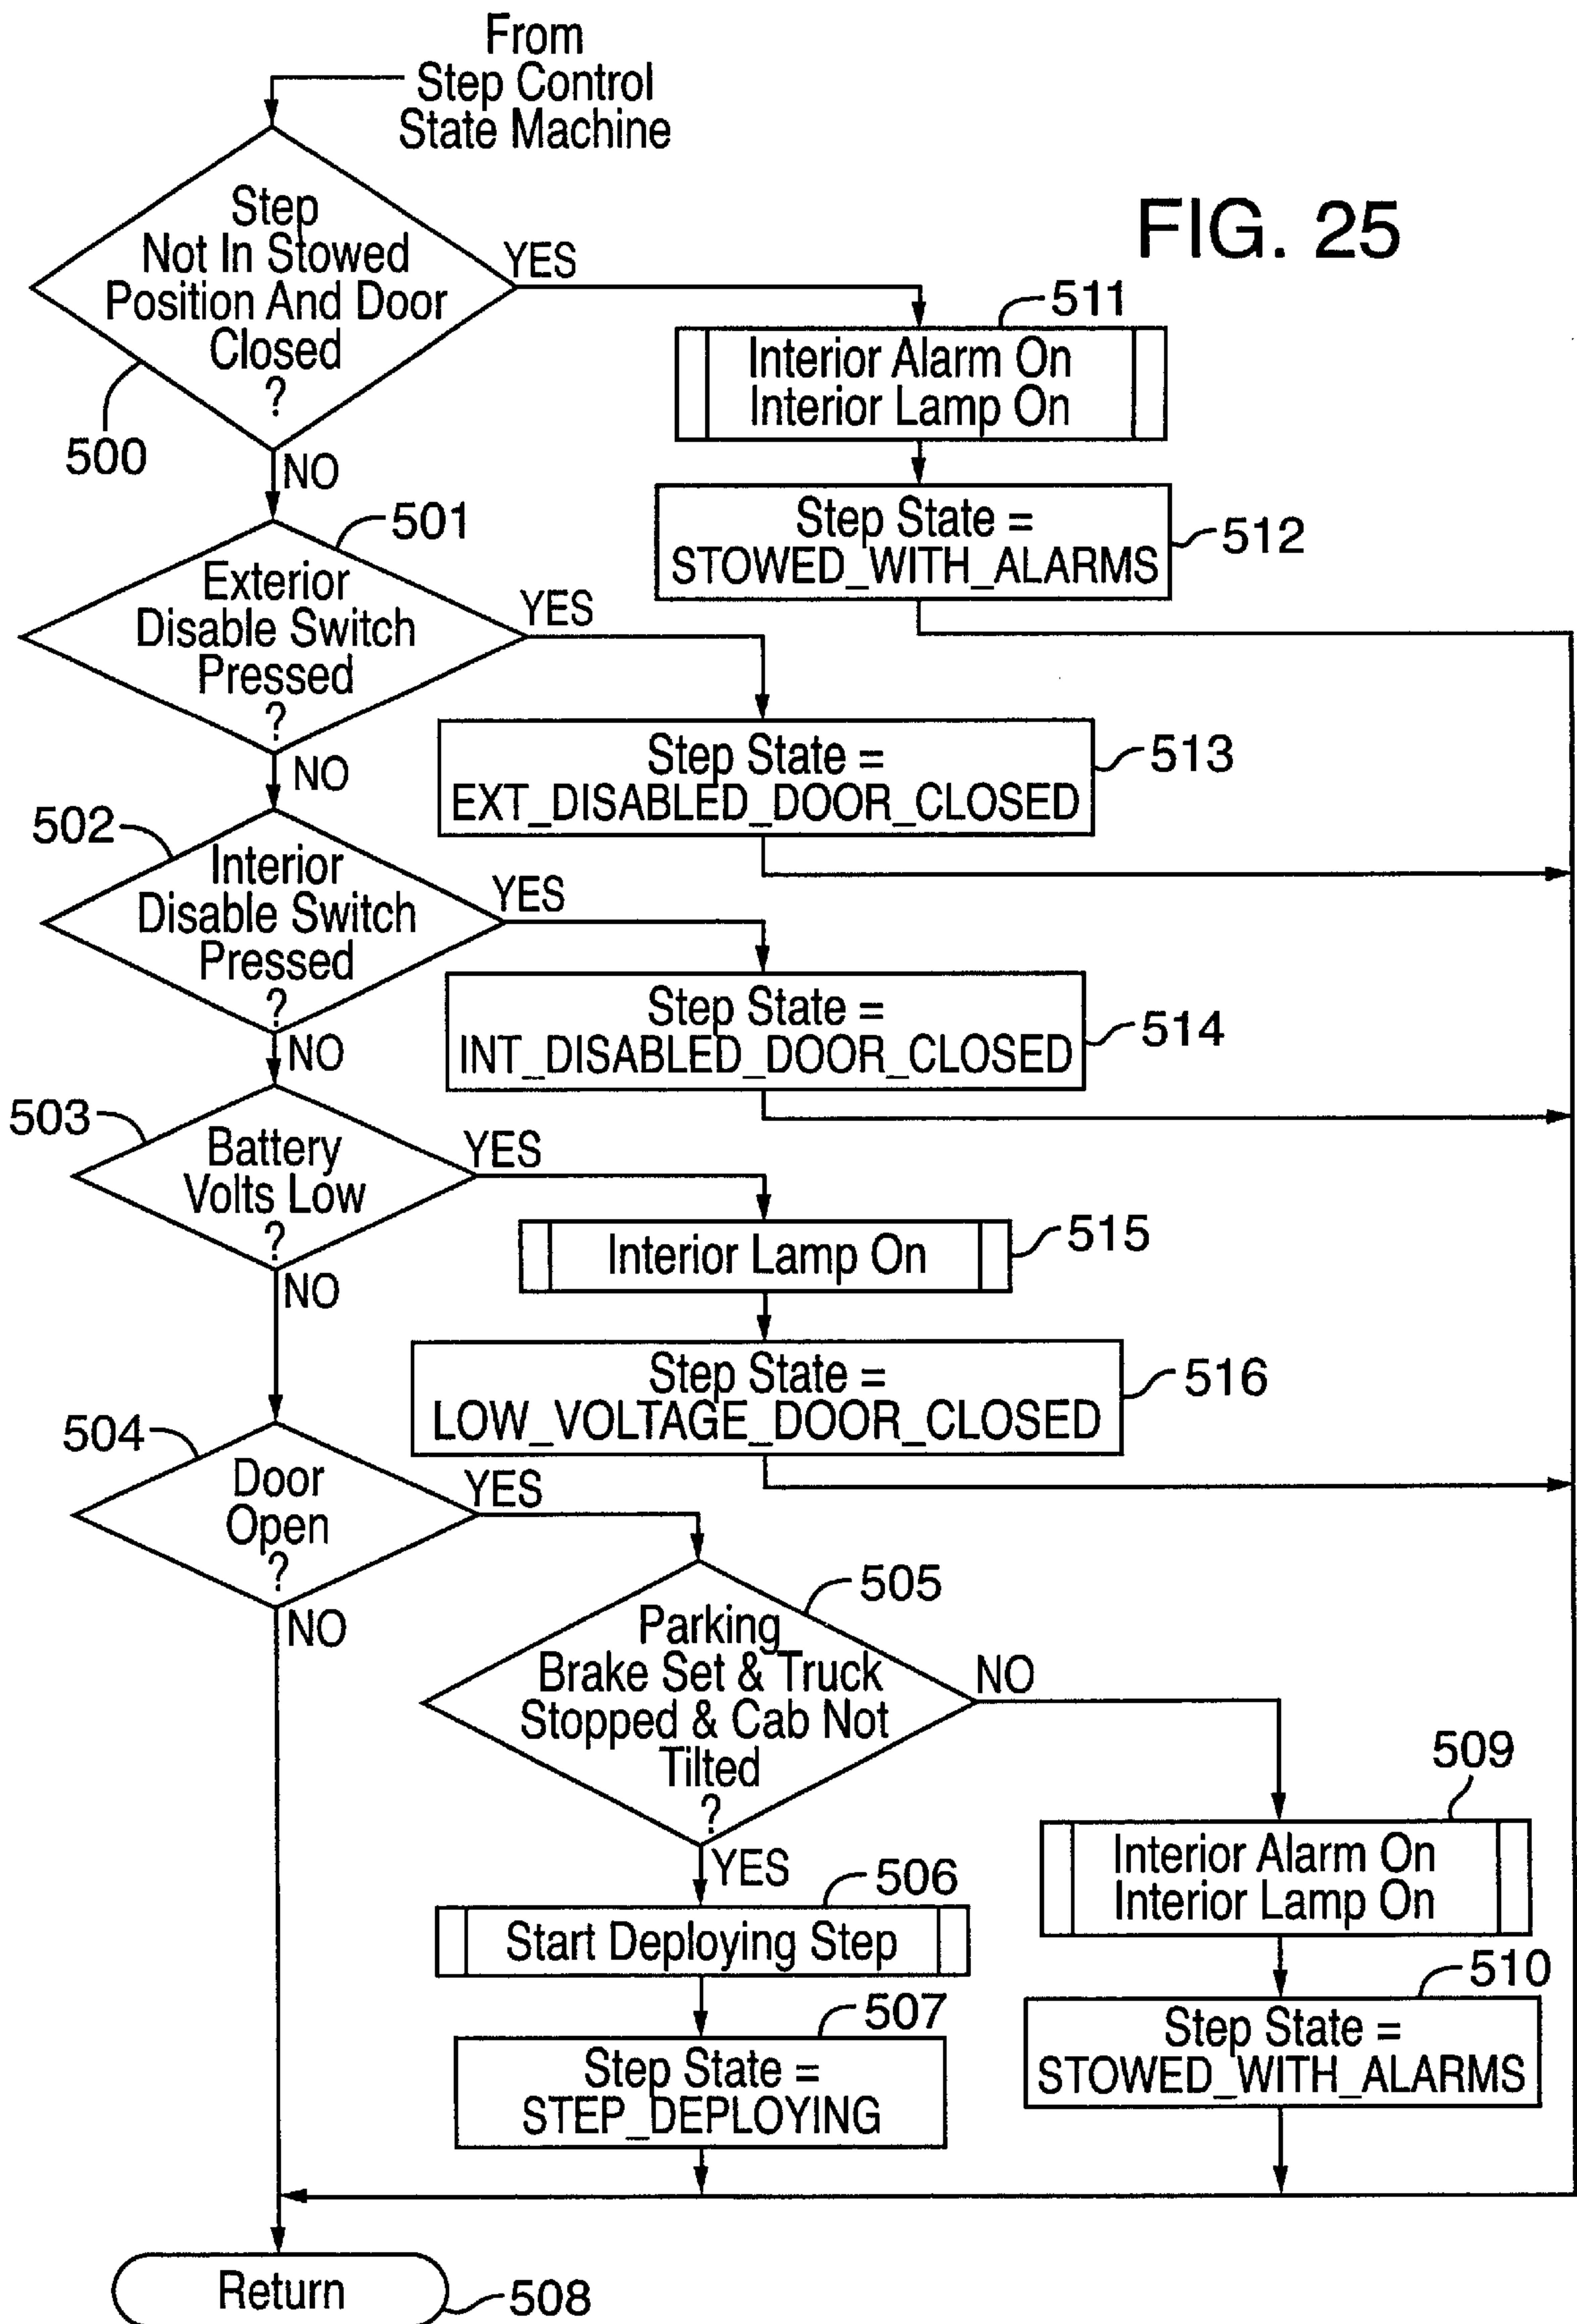 From
Step Control
State Machine
FIG. 25
Step
Not In Stowed
Position And Door
Closed
?
500
YES
NO
511
Interior Alarm On
Interior Lamp On
Step State =
STOWED_WITH_ALARMS
512
501
Exterior
Disable Switch
Pressed
?
YES
NO
Step State =
EXT_DISABLED_DOOR_CLOSED
513
502
Interior
Disable Switch
Pressed
?
YES
NO
Step State =
INT_DISABLED_DOOR_CLOSED
514
503
Battery
Volts Low
?
YES
NO
Interior Lamp On
515
Step State =
LOW_VOLTAGE_DOOR_CLOSED
516
504
Door
Open
?
YES
NO
505
Parking
Brake Set & Truck
Stopped & Cab Not
Tilted
?
NO
YES
509
Interior Alarm On
Interior Lamp On
506
Start Deploying Step
510
Step State =
STOWED_WITH_ALARMS
507
Step State =
STEP_DEPLOYING
Return
508